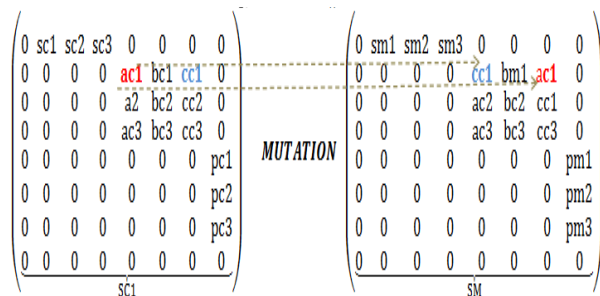 0 sc1 sc2 sc3 0 0 0 0 0 sm1 sm2 sm3 0 0 0 0
0 0 0 0 ac1 bc1 cc1 0 0 0 0 0 cc1 bm1 ac1 0
0 0 0 0 a2 bc2 cc2 0 0 0 0 0 ac2 bc2 cc1 0
0 0 0 0 ac3 bc3 cc3 0 MUTATION 0 0 0 0 ac3 bc3 cc3 0
0 0 0 0 0 0 0 pc1 0 0 0 0 0 0 0 pm1
0 0 0 0 0 0 0 pc2 0 0 0 0 0 0 0 pm2
0 0 0 0 0 0 0 pc3 0 0 0 0 0 0 0 pm3
0 0 0 0 0 0 0 0 0 0 0 0 0 0 0 0
SC1 SM